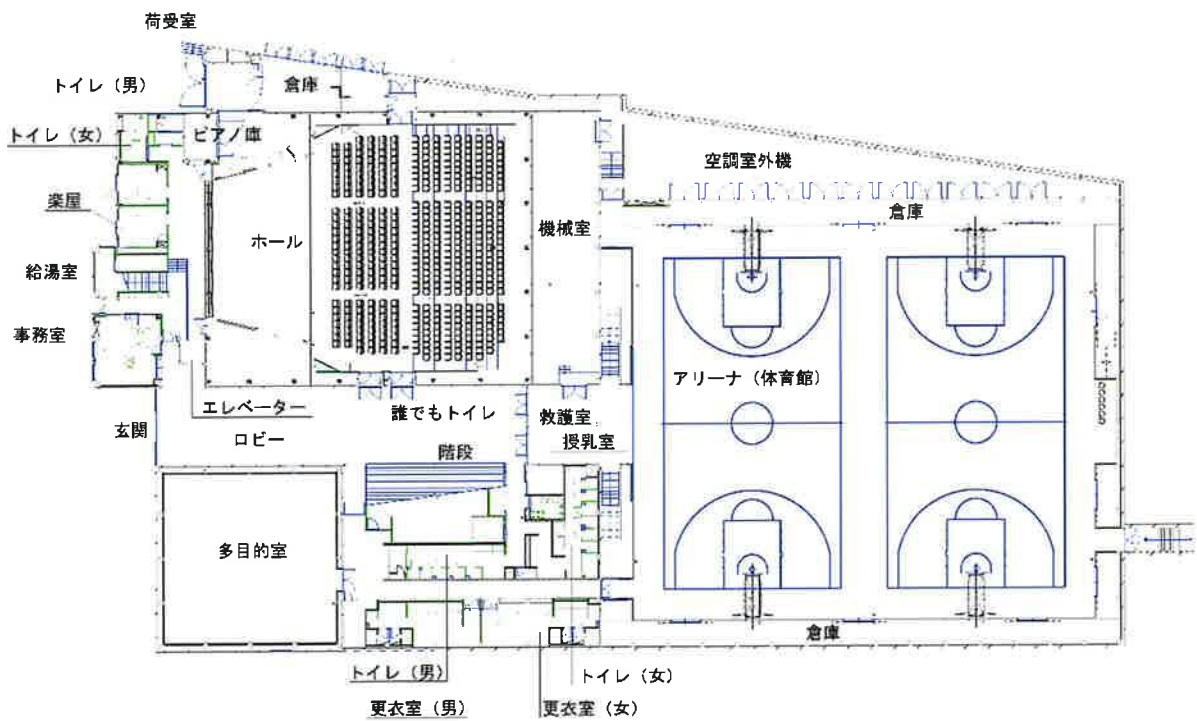 荷受室
トイレ（男）
倉庫
トイレ（女）
ピアノ庫
空調室外機
楽屋
倉庫
ホール
機械室
給湯室
事務室
アリーナ（体育館）
エレベーター
誰でもトイレ
救護室
玄関
ロビー
授乳室
階段
多目的室
倉庫
トイレ（男）
トイレ（女）
更衣室（男）
更衣室（女）